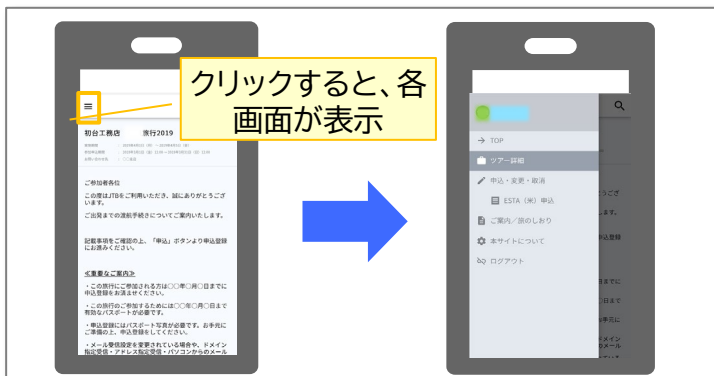 クリックすると、各
画面が表示
初台工務店 旅行2019
ご参加者各位
この度はJTBをご利用いただき、誠にありがとうござ
います。
ご出発までの渡航手続きについてご案内いたします。
記載事項をご確認の上、「申込」ボタンより申込登録
にお進みください。
≪重要なご案内≫
・この旅行にご参加される方は〇〇年〇月〇日までに
申込登録をお済ませください。
・この旅行のご参加するためには〇〇年〇月〇日まで
有効なパスポートが必要です。
・申込登録にはパスポート写真が必要です。お手元に
ご準備の上、申込登録をしてください。
・メール受信設定を変更されている場合や、ドメイン
指定受信・アドレス指定受信・パソコンからのメール
TOP
ツアー詳細
申込・変更・取消
ESTA（米）申込
ご案内／旅のしおり
本サイトについて
ログアウト